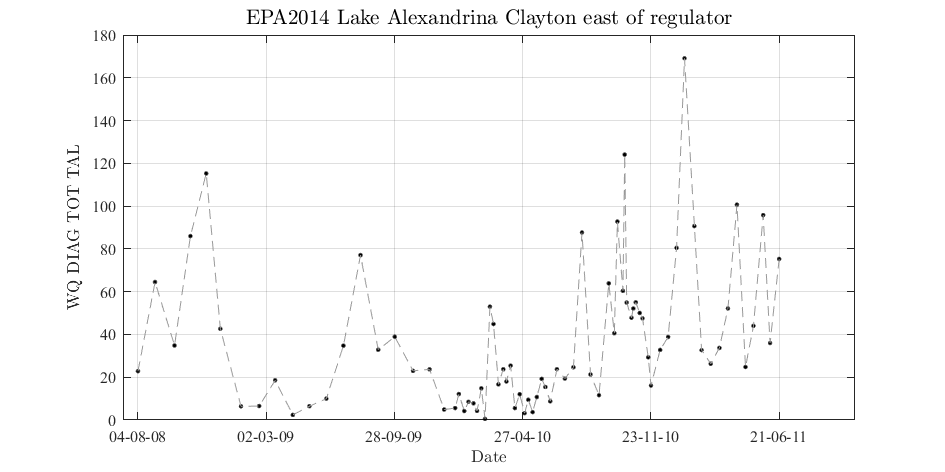 EPA2014 Lake Alexandrina Clayton east of regulator
180
160
140
120
100
80
60
40
20
0
WQ DIAG TOT TAL
04-08-08 02-03-09 28-09-09 27-04-10 23-11-10 21-06-11
Date